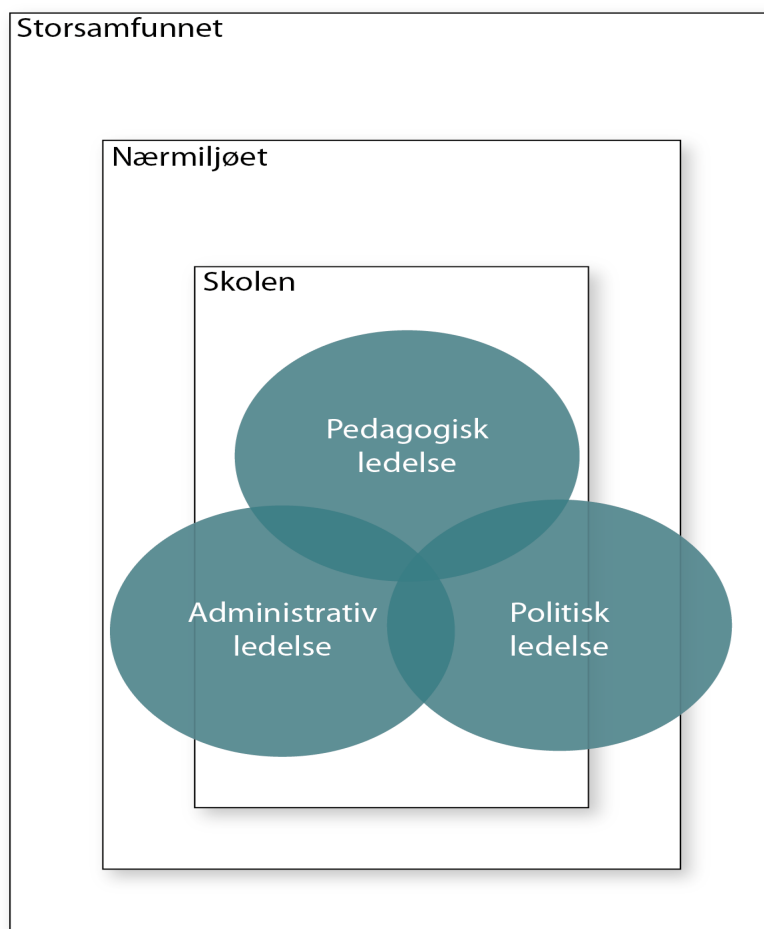 Storsamfunnet
Nærmiljøet
Skolen
Pedagogisk
ledelse
Administrativ
ledelse
Politisk
ledelse